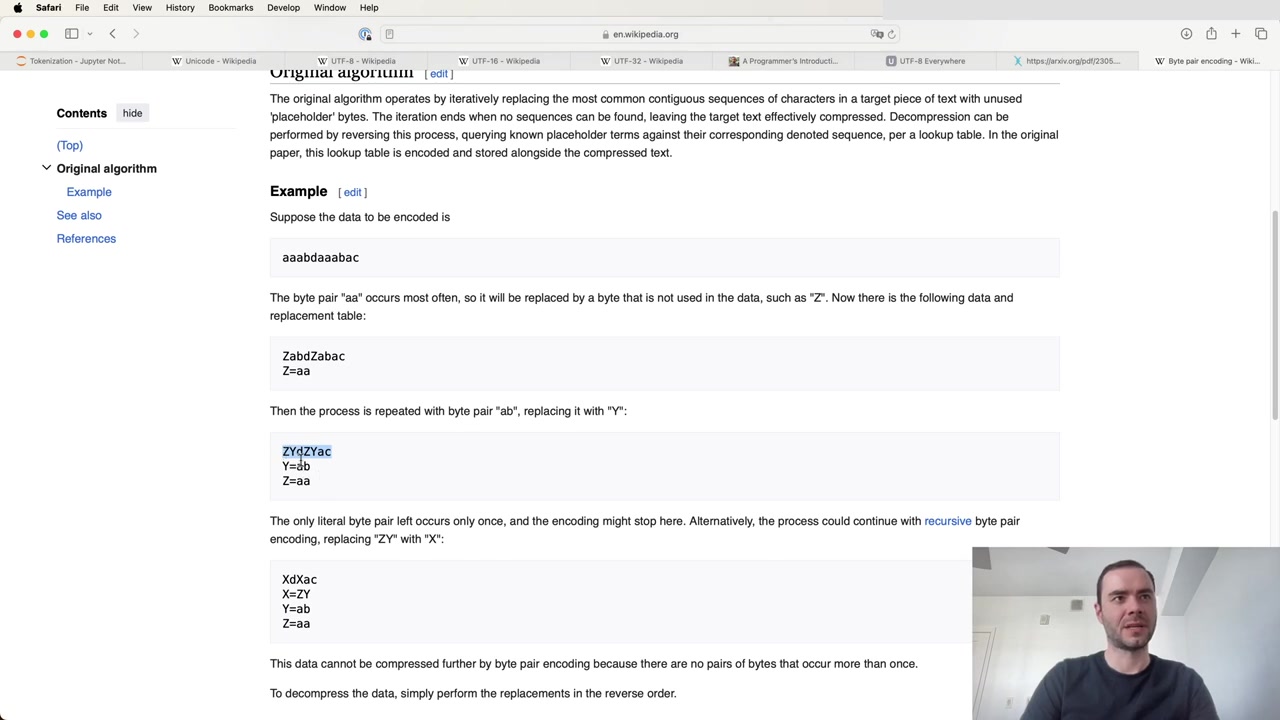 Safari File Edit View History Bookmarks Develop Window Help
en.wikipedia.org
Tokenization - Jupyter Not... Unicode - Wikipedia UTF-8 - Wikipedia UTF-16 - Wikipedia UTF-32 - Wikipedia A Programmer's Introducti... UTF-8 Everywhere https://arxiv.org/pdf/2305.... Byte pair encoding - Wiki...
Contents hide
(Top)
Original algorithm
Example
See also
References
Original algorithm [ edit ]
The original algorithm operates by iteratively replacing the most common contiguous sequences of characters in a target piece of text with unused
'placeholder' bytes. The iteration ends when no sequences can be found, leaving the target text effectively compressed. Decompression can be
performed by reversing this process, querying known placeholder terms against their corresponding denoted sequence, per a lookup table. In the original
paper, this lookup table is encoded and stored alongside the compressed text.
Example [ edit ]
Suppose the data to be encoded is
aaabdaaabac
The byte pair "aa" occurs most often, so it will be replaced by a byte that is not used in the data, such as "Z". Now there is the following data and
replacement table:
ZabdZabac
Z=aa
Then the process is repeated with byte pair "ab", replacing it with "Y":
ZYdZYac
Y=ab
Z=aa
The only literal byte pair left occurs only once, and the encoding might stop here. Alternatively, the process could continue with recursive byte pair
encoding, replacing "ZY" with "X":
XdXac
X=ZY
Y=ab
Z=aa
This data cannot be compressed further by byte pair encoding because there are no pairs of bytes that occur more than once.
To decompress the data, simply perform the replacements in the reverse order.